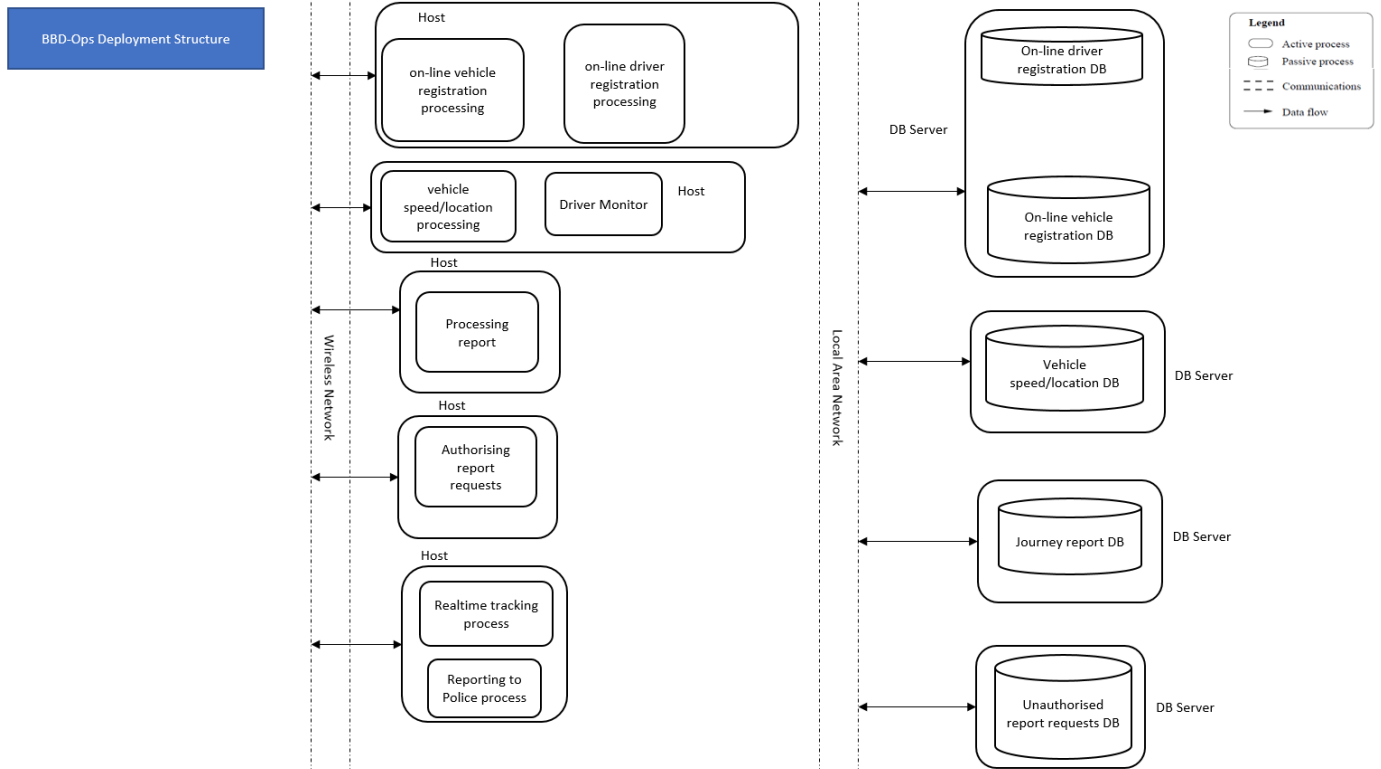 BBD-Ops Deployment Structure
Host
on-line vehicle
registration
processing
on-line driver
registration
processing
vehicle
speed/location
processing
Driver Monitor
Host
Host
Processing
report
Host
Authorising
report
requests
Host
Realtime tracking
process
Reporting to
Police process
Wireless Network
Local Area Network
DB Server
On-line driver
registration DB
On-line vehicle
registration DB
Vehicle
speed/location DB
DB Server
Journey report DB
DB Server
Unauthorised
report requests DB
DB Server
Legend
Active process
Passive process
Communications
Data flow